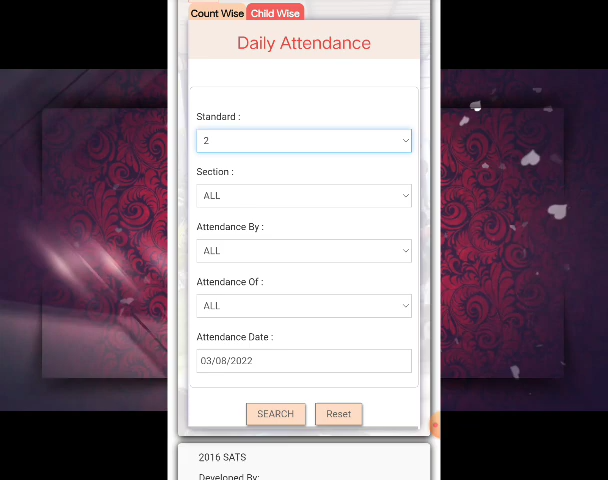 Count Wise Child Wise
Daily Attendance
Standard :
2
Section :
ALL
Attendance By :
ALL
Attendance Of :
ALL
Attendance Date :
03/08/2022
SEARCH Reset
2016 SATS
Developed By: